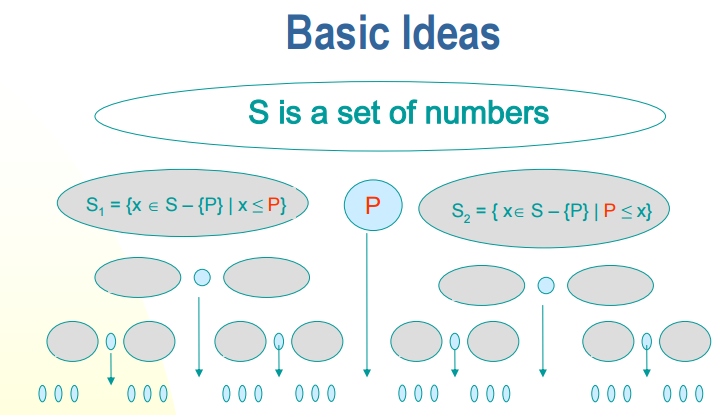 Basic Ideas
S is a set of numbers
S₁ = {x ∈ S – {P} | x ≤ P}
P
S₂ = { x∈ S – {P} | P ≤ x}